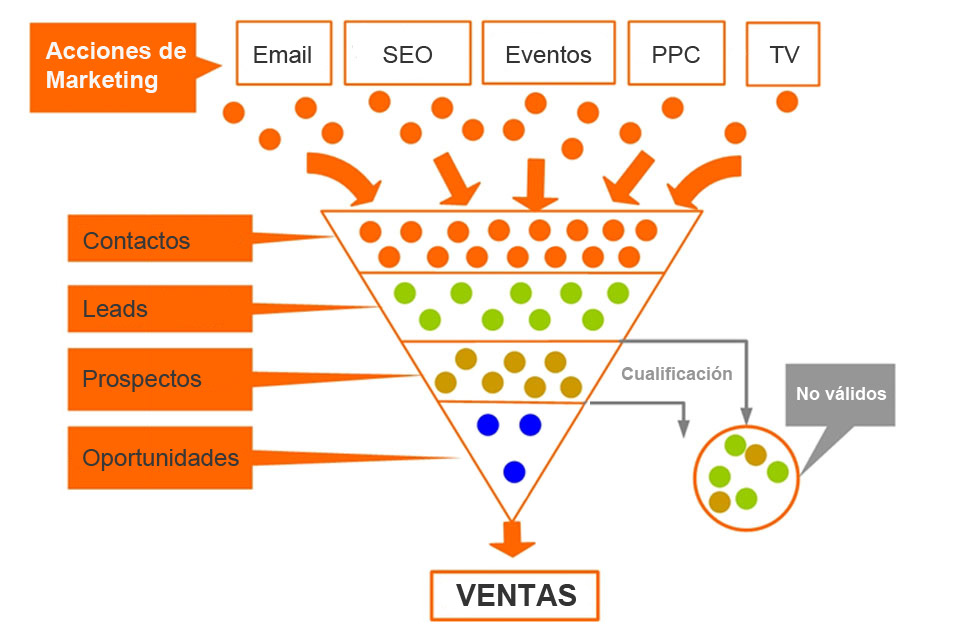 Acciones de
Marketing
Email
SEO
Eventos
PPC
TV
Contactos
Leads
Prospectos
Cualificación
No válidos
Oportunidades
VENTAS